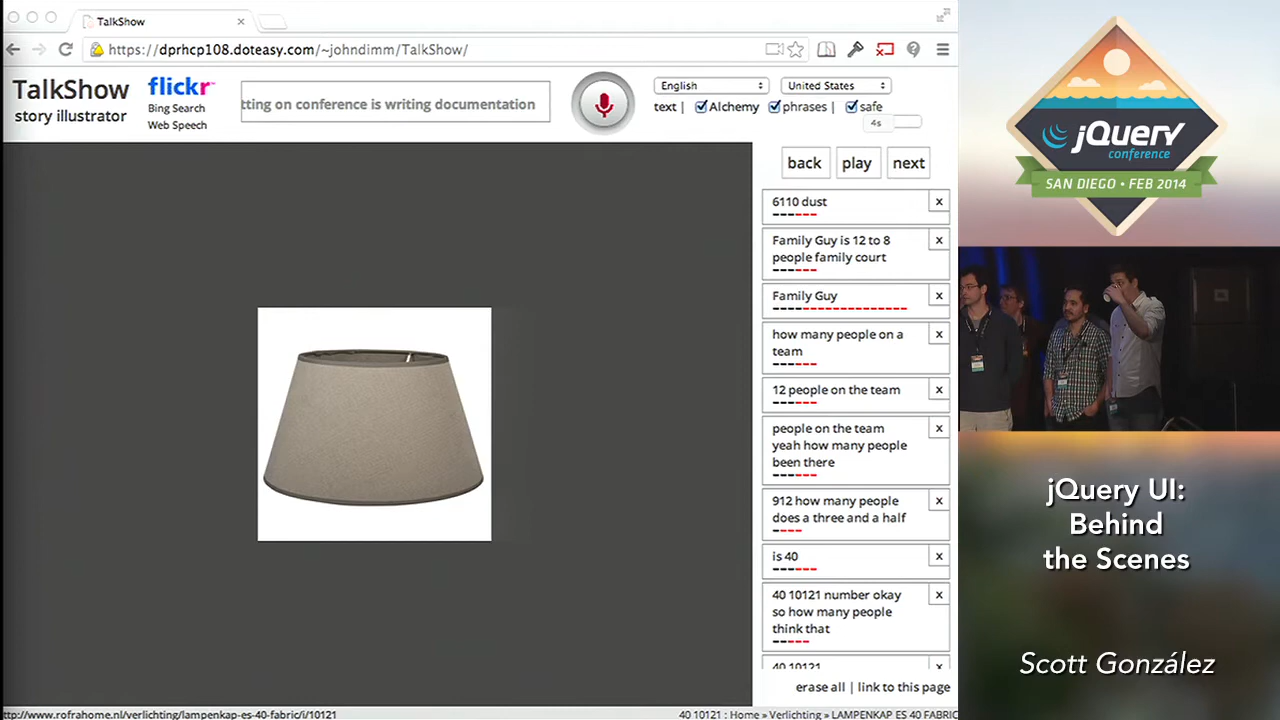 TalkShow
https://dprhcp108.doteasy.com/~johndimm/TalkShow/
TalkShow
story illustrator
flickr
Bing Search
Web Speech
tting on conference is writing documentation
English
United States
text | Alchemy phrases | safe
4s
back play next
6110 dust
x
Family Guy is 12 to 8
people family court
x
Family Guy
x
how many people on a
team
x
12 people on the team
x
people on the team
yeah how many people
been there
x
912 how many people
does a three and a half
x
is 40
x
40 10121 number okay
so how many people
think that
x
40 10121
x
erase all | link to this page
ttp://www.rofrahome.nl/verlichting/lampenkap-es-40-fabric/i/10121
40 10121 : Home » Verlichting » LAMPENKAP ES 40 FABRIC
jQuery
conference
SAN DIEGO • FEB 2014
jQuery UI:
Behind
the Scenes
Scott González